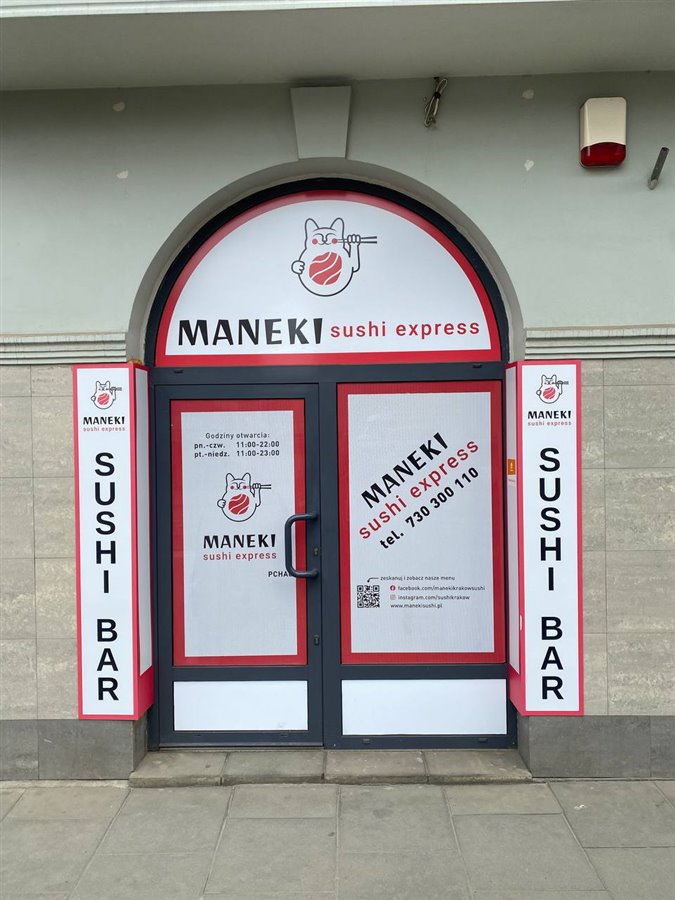 MANEKI sushi express
MANEKI
sushi express
SUSHI BAR
Godziny otwarcia:
pn.-czw. 11:00-22:00
pt.-niedz. 11:00-23:00
MANEKI
sushi express
MANEKI
sushi express
tel. 730 300 110
zeskanuj i zobacz nasze menu
facebook.com/manekikrakowsushi
instagram.com/sushikrakow
www.manekisushi.pl
MANEKI
sushi express
SUSHI BAR